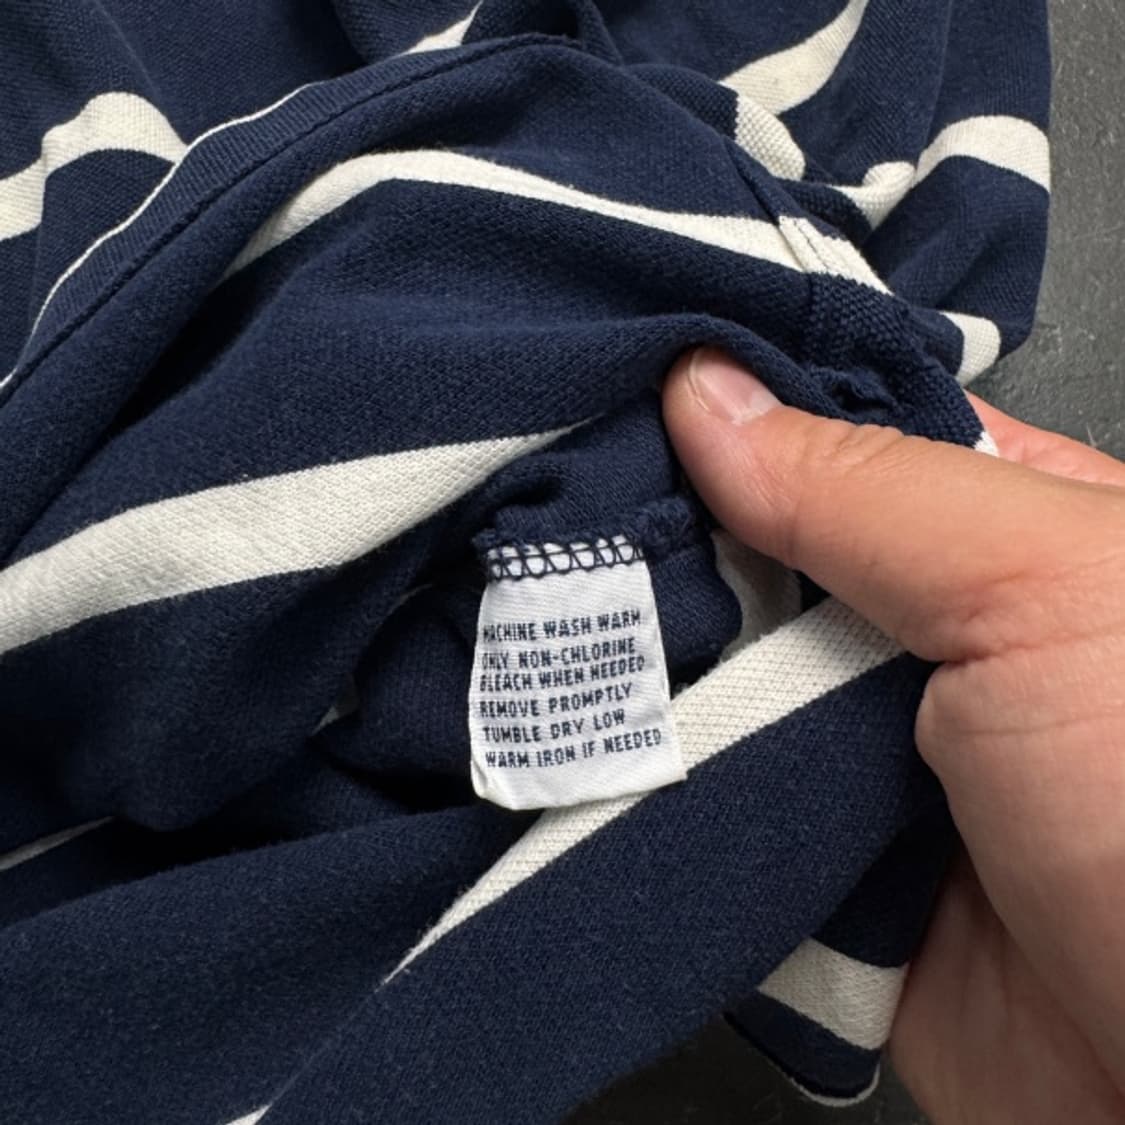 MACHINE WASH WARM
ONLY NON-CHLORINE
BLEACH WHEN NEEDED
REMOVE PROMPTLY
TUMBLE DRY LOW
WARM IRON IF NEEDED